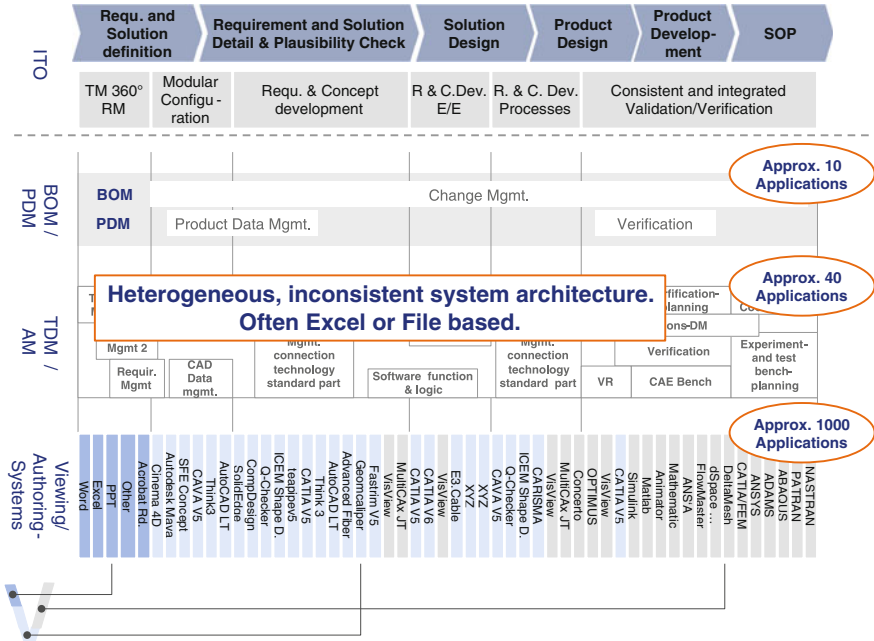 ITO
Requ. and
Solution
definition
Requirement and Solution
Detail & Plausibility Check
Solution
Design
Product
Design
Product
Develop-
ment
SOP
TM 360°
RM
Modular
Configu -
ration
Requ. & Concept
development
R & C.Dev.
E/E
R. & C. Dev.
Processes
Consistent and integrated
Validation/Verification
BOM /
PDM
BOM
Change Mgmt.
PDM
Product Data Mgmt.
Verification
Approx. 10
Applications
TDM /
AM
Heterogeneous, inconsistent system architecture.
Often Excel or File based.
Approx. 40
Applications
Mgmt 2
Requir.
Mgmt
CAD
Data
mgmt.
Mgmt.
connection
technology
standard part
Software function
& logic
Mgmt.
connection
technology
standard part
VR
Verification
CAE Bench
Experiment-
and test
bench-
planning
Approx. 1000
Applications
Viewing/
Authoring-
Systems
Word
Excel
PPT
Other
Acrobat Rd.
Cinema 4D
Autodesk Maya
SFE Concept
CAVA V5
Think3
AutoCAD LT
SolidEdge
CompDesign
Q-Checker
ICEM Shape D.
teapipev5
CATIA V5
Think 3
AutoCAD LT
Advanced Fiber
Geomcaliper
Fastrim V5
VisView
MultiCAx JT
CATIA V5
CATIA V6
VisView
E3.Cable
XYZ
XYZ
CAVA V5
Q-Checker
ICEM Shape D.
CARISMA
VisView
MultiCAx JT
Concerto
OPTIMUS
VisView
CATIA V5
Simulink
Matlab
Animator
Mathematic
ANSA
FlexMaster
dSpace ...
DeltaMesh
CATIA/FEM
ANSYS
ADAMS
ABAQUS
PATRAN
NASTRAN